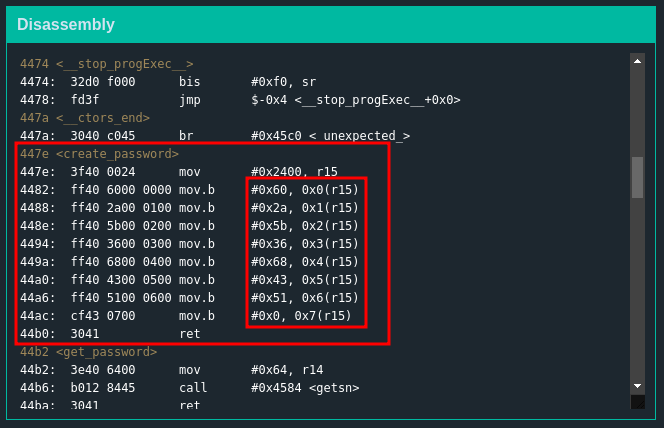 Disassembly
4474 <__stop_progExec__>
4474: 32d0 f000 bis #0xf0, sr
4478: fd3f jmp $-0x4 <__stop_progExec__+0x0>
447a <__ctors_end>
447a: 3040 c045 br #0x45c0 <_unexpected_>
447e <create_password>
447e: 3f40 0024 mov #0x2400, r15
4482: ff40 6000 0000 mov.b #0x60, 0x0(r15)
4488: ff40 2a00 0100 mov.b #0x2a, 0x1(r15)
448e: ff40 5b00 0200 mov.b #0x5b, 0x2(r15)
4494: ff40 3600 0300 mov.b #0x36, 0x3(r15)
449a: ff40 6800 0400 mov.b #0x68, 0x4(r15)
44a0: ff40 4300 0500 mov.b #0x43, 0x5(r15)
44a6: ff40 5100 0600 mov.b #0x51, 0x6(r15)
44ac: cf43 0700 mov.b #0x0, 0x7(r15)
44b0: 3041 ret
44b2 <get_password>
44b2: 3e40 6400 mov #0x64, r14
44b6: b012 8445 call #0x4584 <getsn>
44ba: 3041 ret